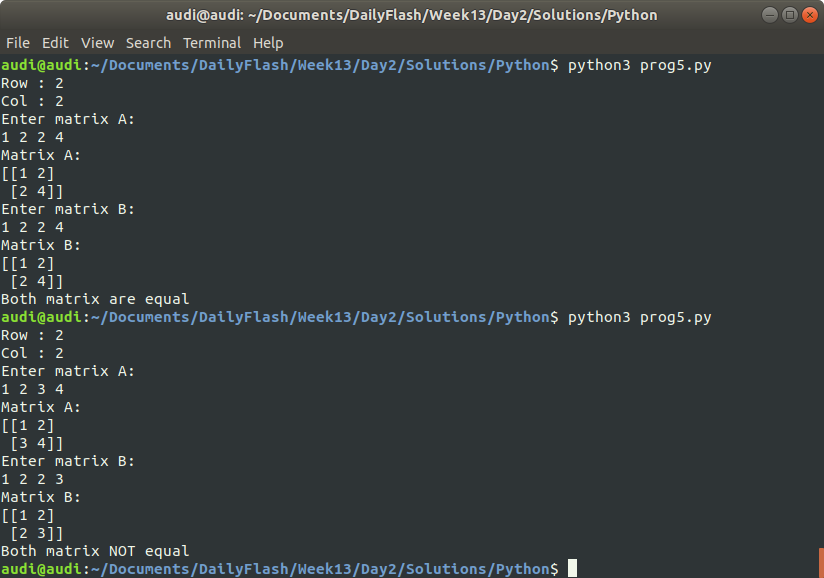 audi@audi: ~/Documents/DailyFlash/Week13/Day2/Solutions/Python
File Edit View Search Terminal Help
audi@audi:~/Documents/DailyFlash/Week13/Day2/Solutions/Python$ python3 prog5.py
Row : 2
Col : 2
Enter matrix A:
1 2 2 4
Matrix A:
[[1 2]
 [2 4]]
Enter matrix B:
1 2 2 4
Matrix B:
[[1 2]
 [2 4]]
Both matrix are equal
audi@audi:~/Documents/DailyFlash/Week13/Day2/Solutions/Python$ python3 prog5.py
Row : 2
Col : 2
Enter matrix A:
1 2 3 4
Matrix A:
[[1 2]
 [3 4]]
Enter matrix B:
1 2 2 3
Matrix B:
[[1 2]
 [2 3]]
Both matrix NOT equal
audi@audi:~/Documents/DailyFlash/Week13/Day2/Solutions/Python$